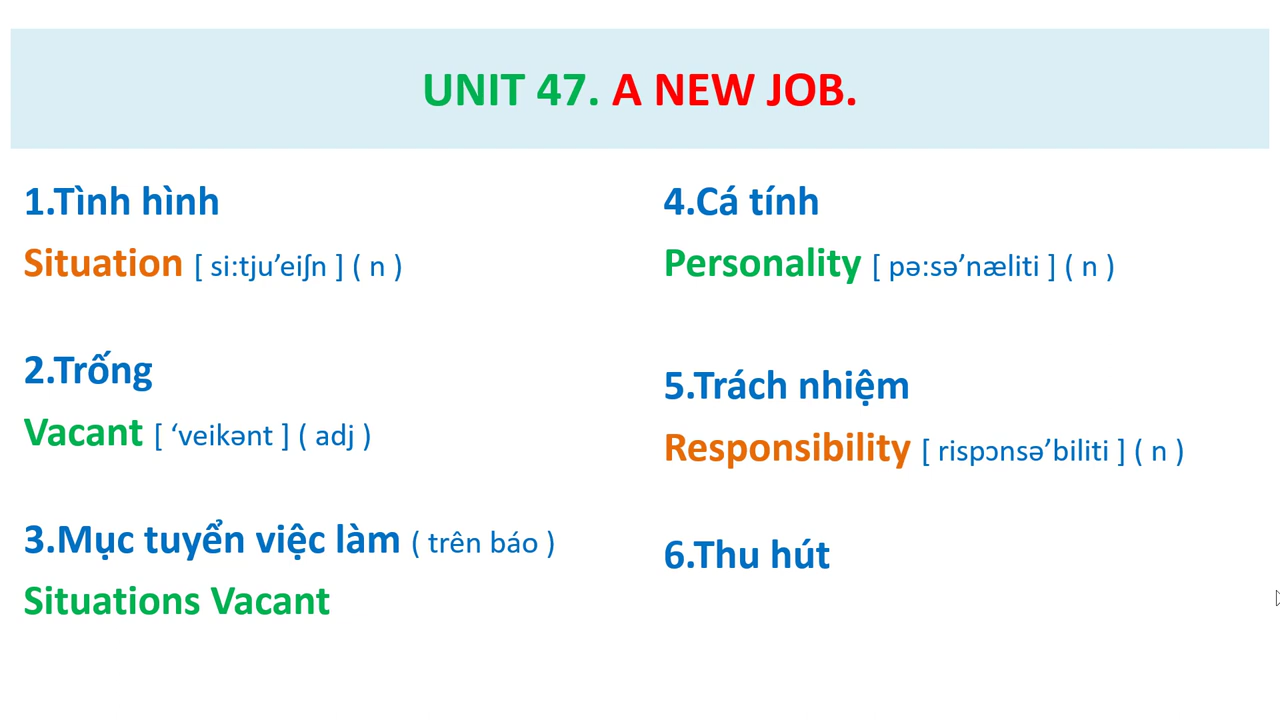 UNIT 47. A NEW JOB.
1.Tình hình
Situation [ si:tju’ei∫n ] ( n )
2.Trống
Vacant [ ‘veikənt ] ( adj )
3.Mục tuyển việc làm ( trên báo )
Situations Vacant
4.Cá tính
Personality [ pə:sə’næliti ] ( n )
5.Trách nhiệm
Responsibility [ rispɔnsə’biliti ] ( n )
6.Thu hút